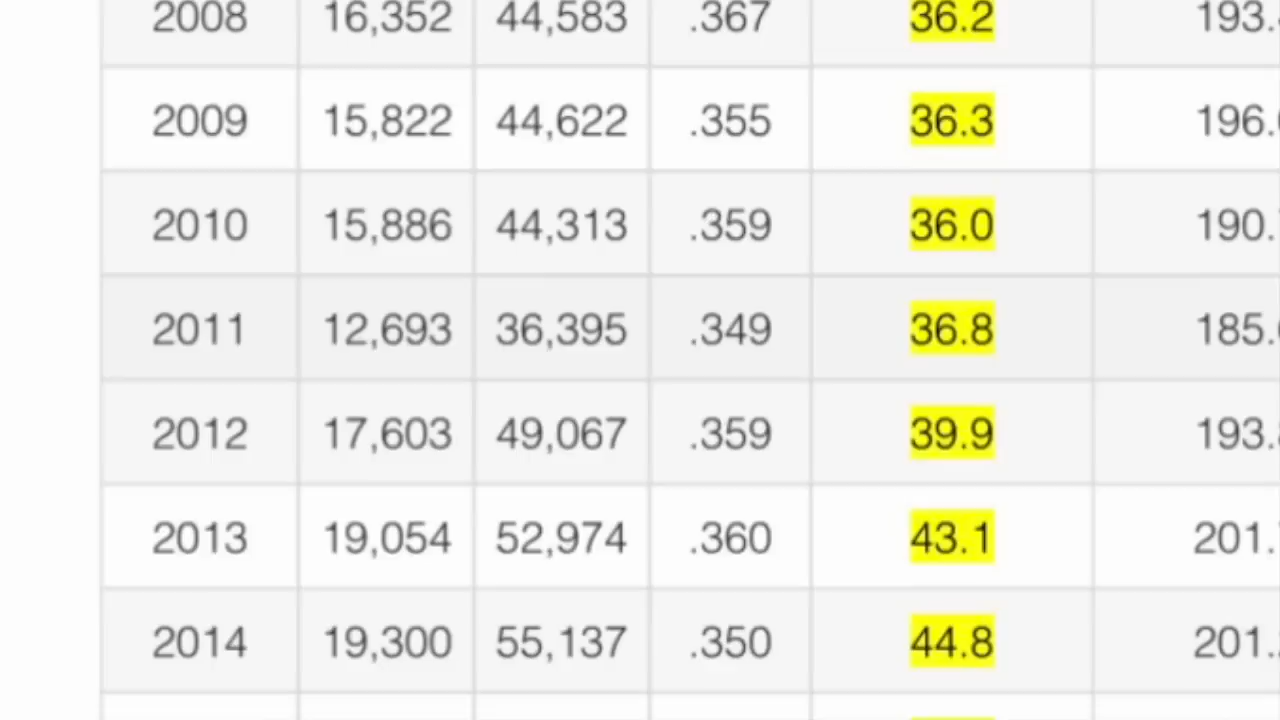 2008 16,352 44,583 .367 36.2 193.
2009 15,822 44,622 .355 36.3 196.
2010 15,886 44,313 .359 36.0 190.
2011 12,693 36,395 .349 36.8 185.
2012 17,603 49,067 .359 39.9 193.
2013 19,054 52,974 .360 43.1 201.
2014 19,300 55,137 .350 44.8 201.